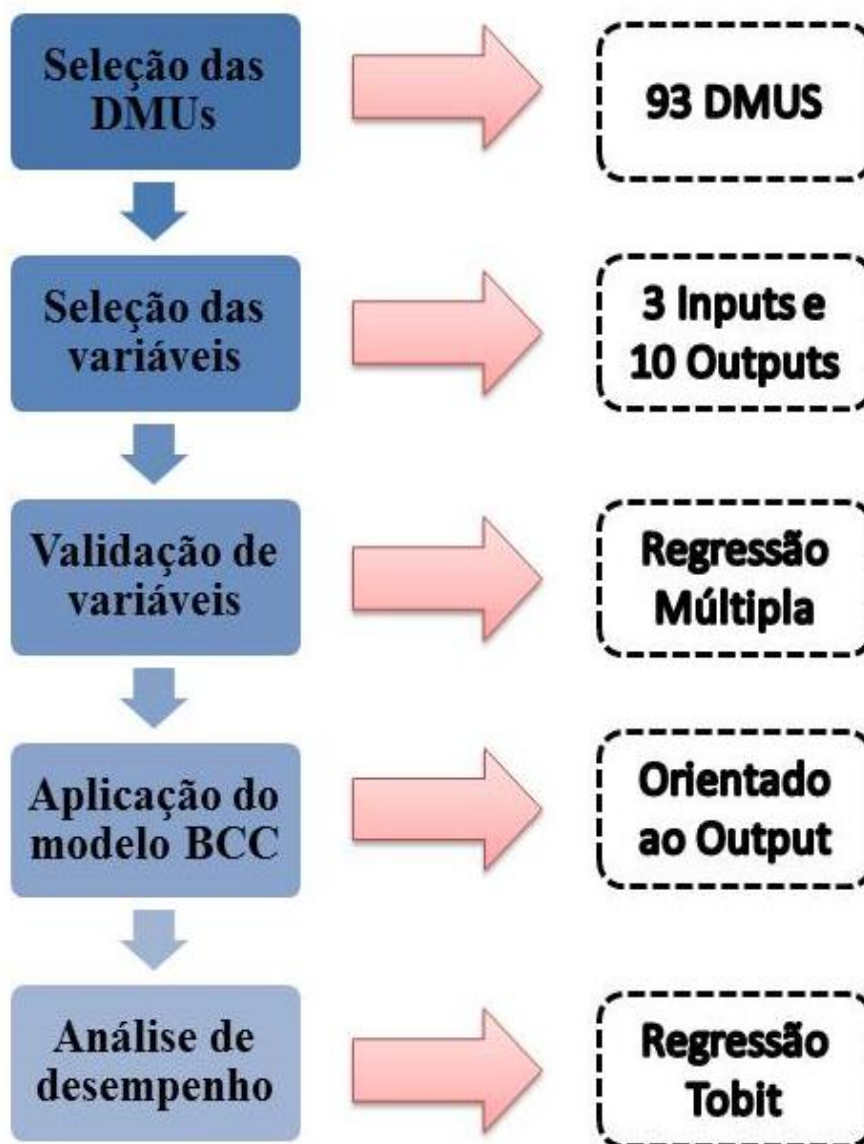 Seleção das
DMUs
93 DMUS
Seleção das
variáveis
3 Inputs e
10 Outputs
Validação de
variáveis
Regressão
Múltipla
Aplicação do
modelo BCC
Orientado
ao Output
Análise de
desempenho
Regressão
Tobit